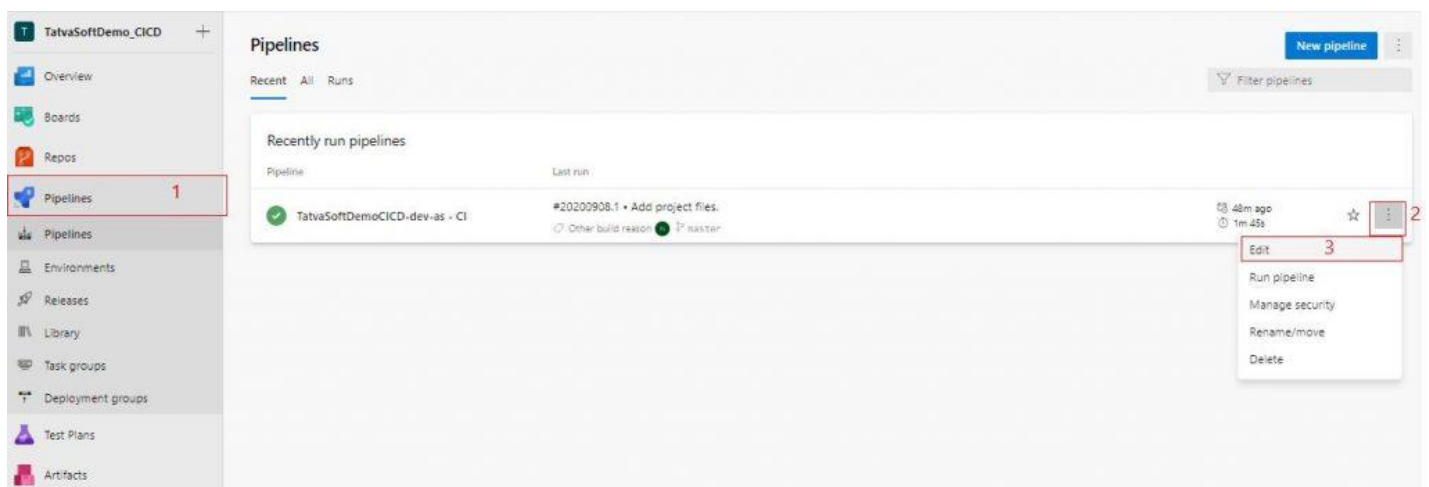 T TatvaSoftDemo_CICD +
Overview
Boards
Repos
Pipelines 1
Pipelines
Environments
Releases
Library
Task groups
Deployment groups
Test Plans
Artifacts
Pipelines
New pipeline
Recent All Runs
Filter pipelines
Recently run pipelines
Pipeline Last run
TatvaSoftDemoCICD-dev-as - CI
#20200908.1 • Add project files.
Other build reason master
48m ago
1m 45s
2
Edit 3
Run pipeline
Manage security
Rename/move
Delete